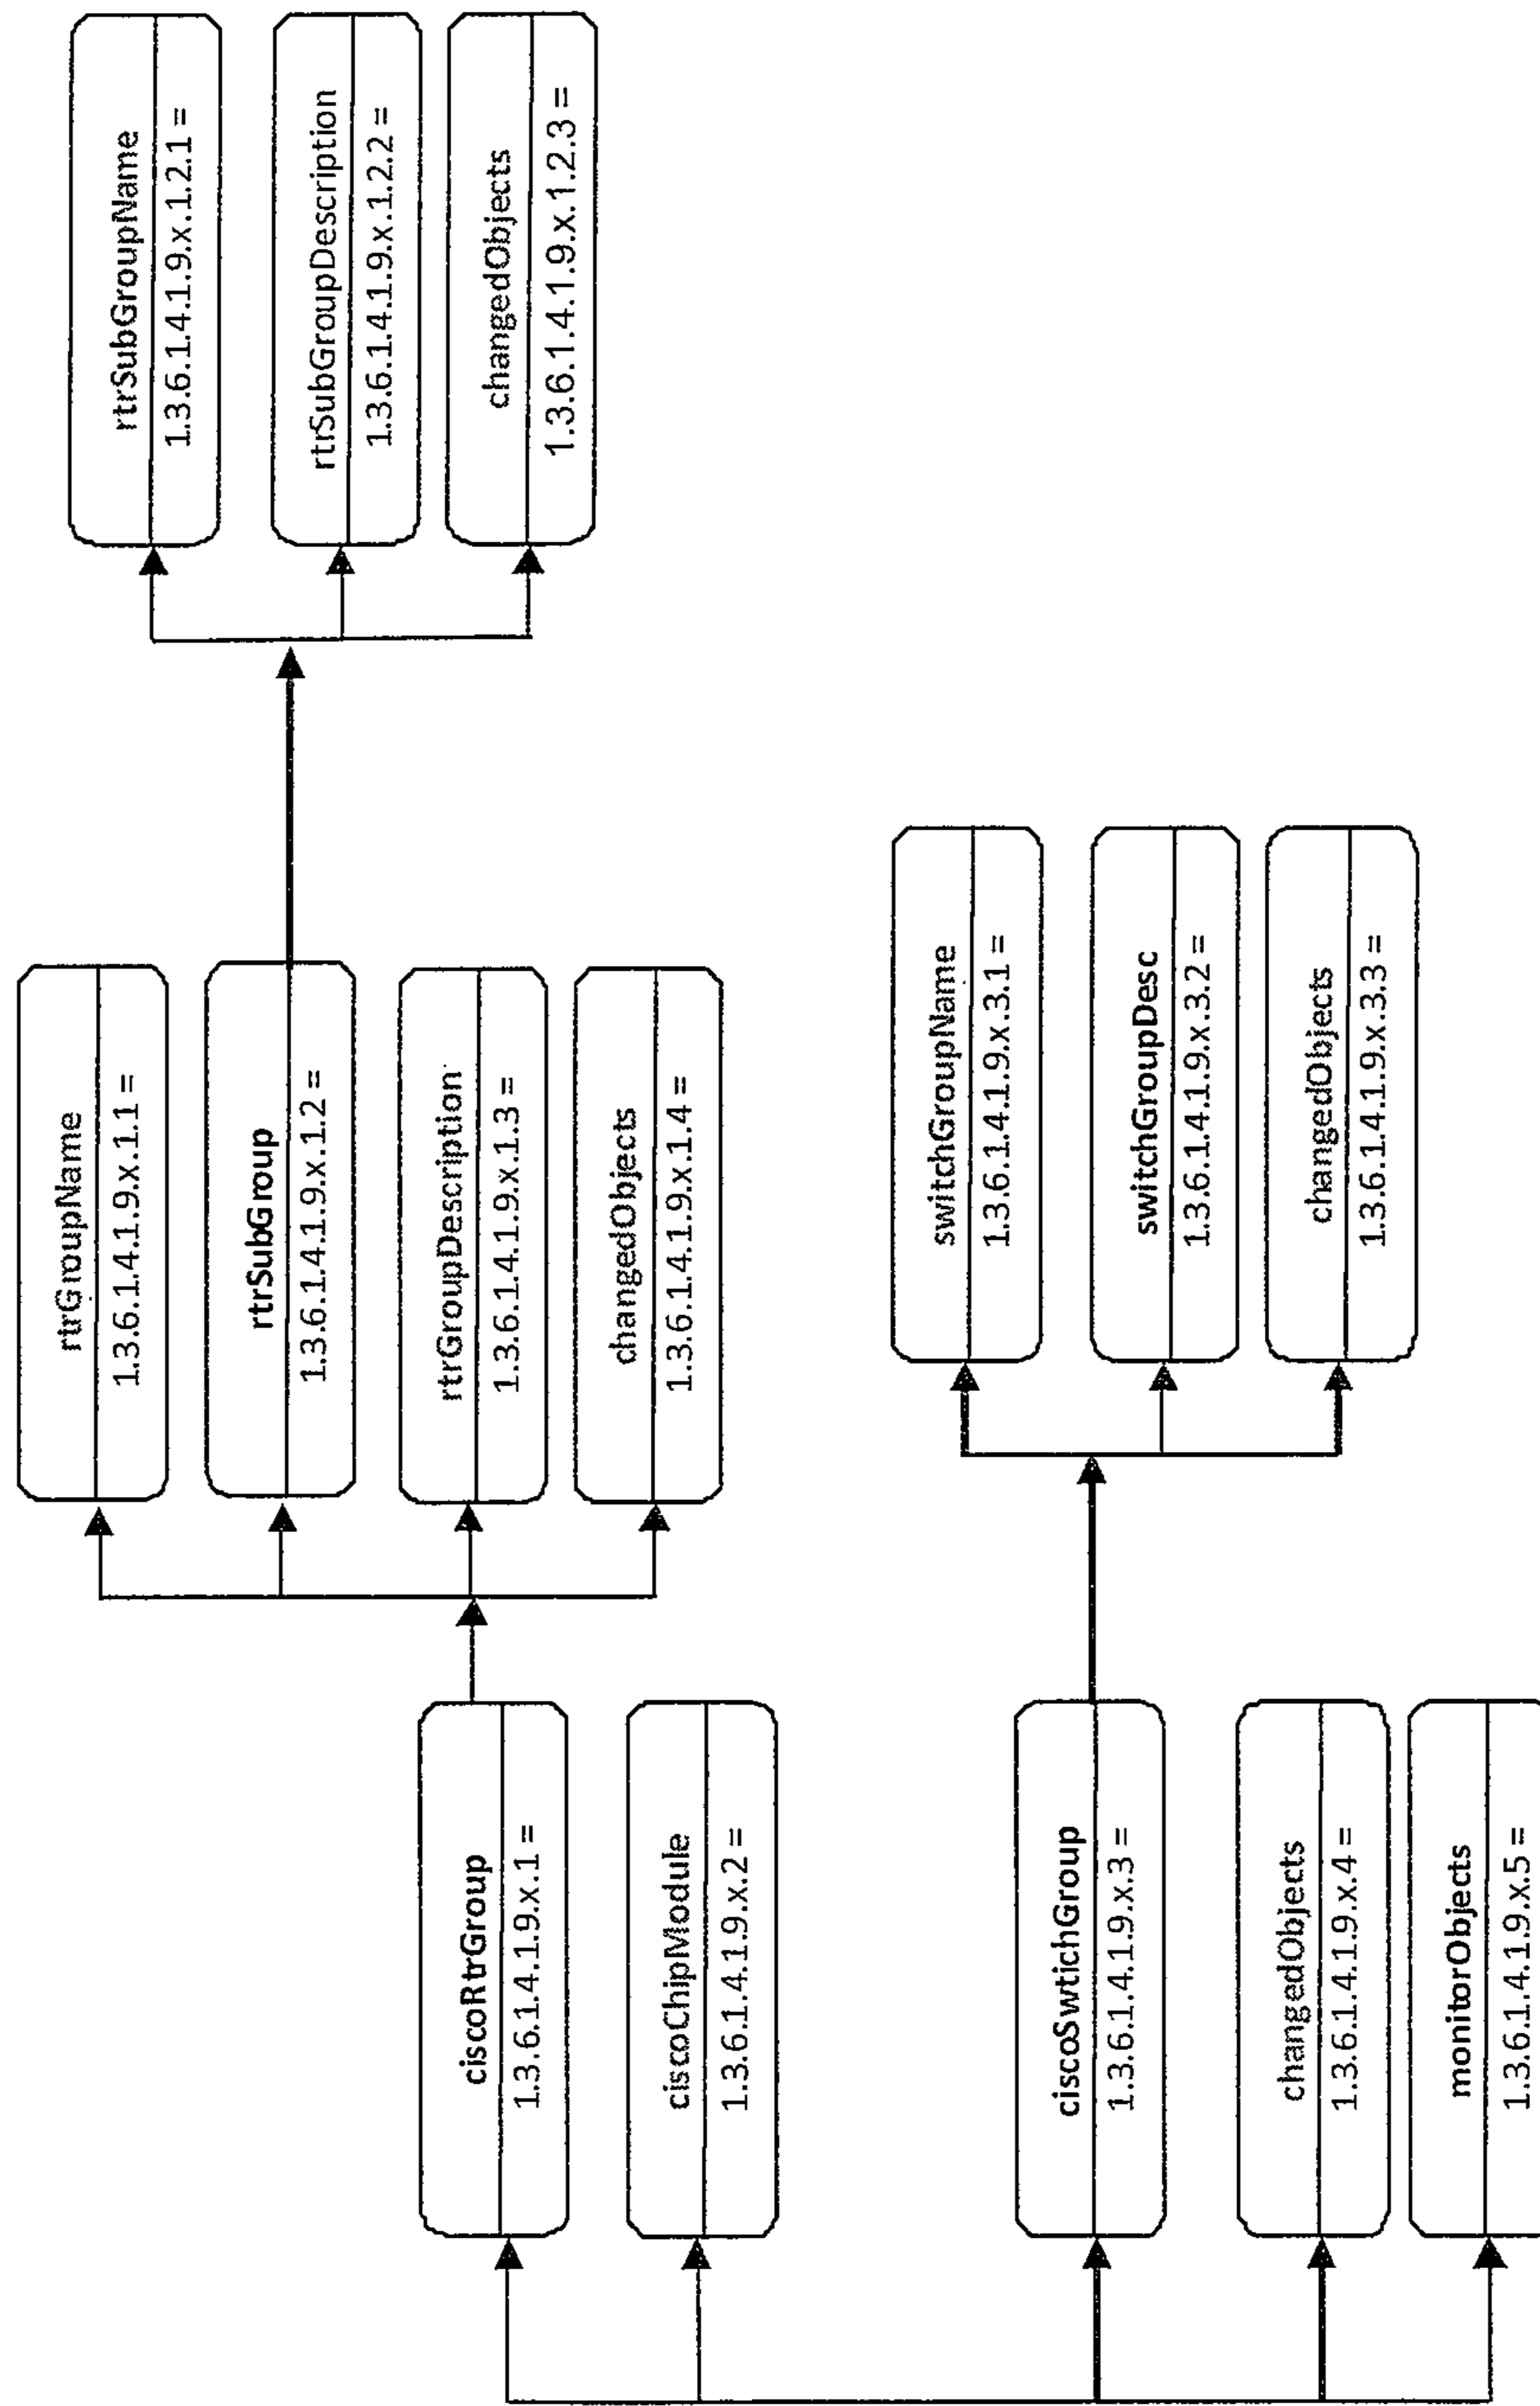 ciscoRtrGroup
1.3.6.1.4.1.9.x.1 =
ciscoChipModule
1.3.6.1.4.1.9.x.2 =
ciscoSwtichGroup
1.3.6.1.4.1.9.x.3 =
changedObjects
1.3.6.1.4.1.9.x.4 =
monitorObjects
1.3.6.1.4.1.9.x.5 =
rtrGroupName
1.3.6.1.4.1.9.x.1.1 =
rtrSubGroup
1.3.6.1.4.1.9.x.1.2 =
rtrGroupDescription
1.3.6.1.4.1.9.x.1.3 =
changedObjects
1.3.6.1.4.1.9.x.1.4 =
switchGroupName
1.3.6.1.4.1.9.x.3.1 =
switchGroupDesc
1.3.6.1.4.1.9.x.3.2 =
changedObjects
1.3.6.1.4.1.9.x.3.3 =
rtrSubGroupName
1.3.6.1.4.1.9.x.1.2.1 =
rtrSubGroupDescription
1.3.6.1.4.1.9.x.1.2.2 =
changedObjects
1.3.6.1.4.1.9.x.1.2.3 =